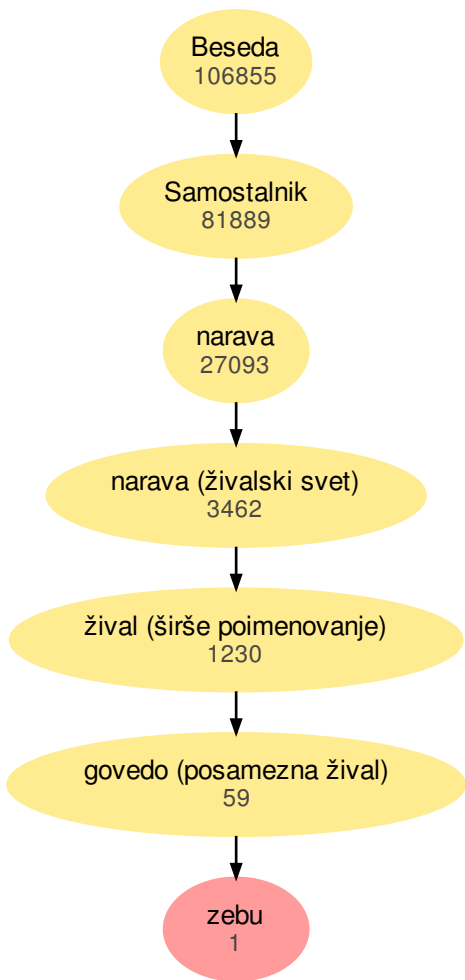 Beseda
106855
Samostalnik
81889
narava
27093
narava (živalski svet)
3462
žival (širše poimenovanje)
1230
govedo (posamezna žival)
59
zebu
1